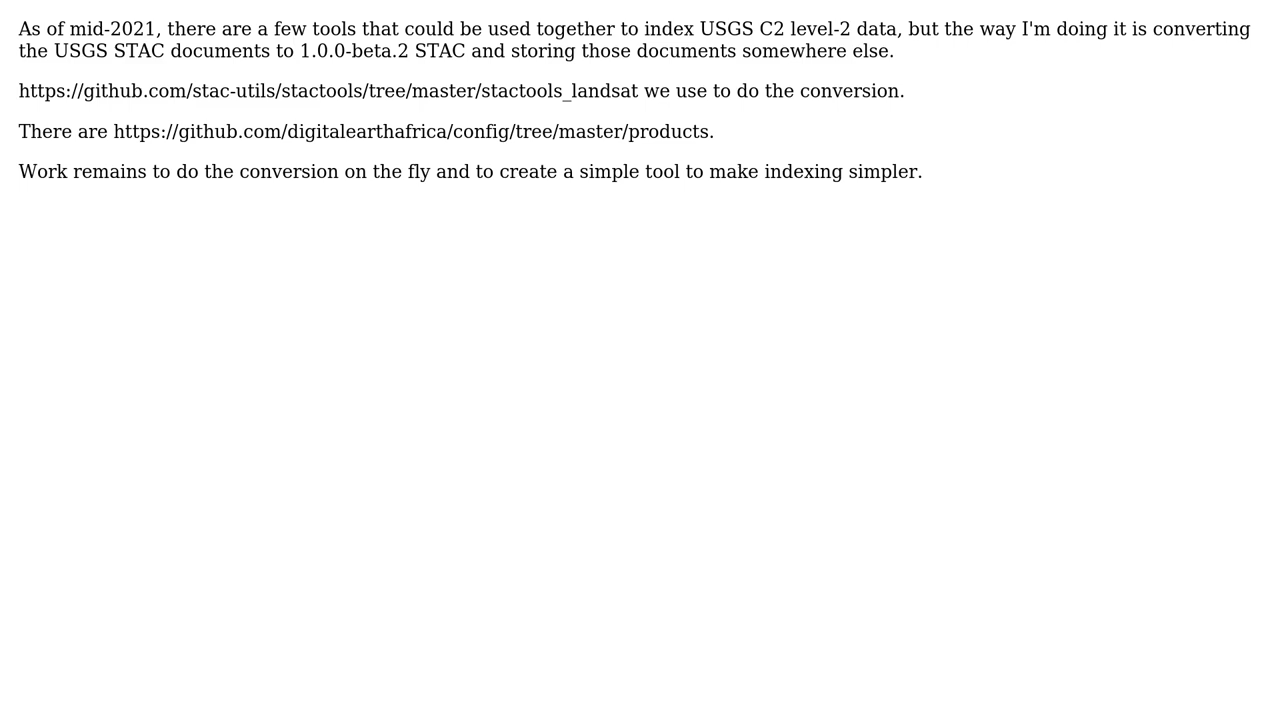 As of mid-2021, there are a few tools that could be used together to index USGS C2 level-2 data, but the way I'm doing it is converting
the USGS STAC documents to 1.0.0-beta.2 STAC and storing those documents somewhere else.
https://github.com/stac-utils/stactools/tree/master/stactools_landsat we use to do the conversion.
There are https://github.com/digitalearthafrica/config/tree/master/products.
Work remains to do the conversion on the fly and to create a simple tool to make indexing simpler.